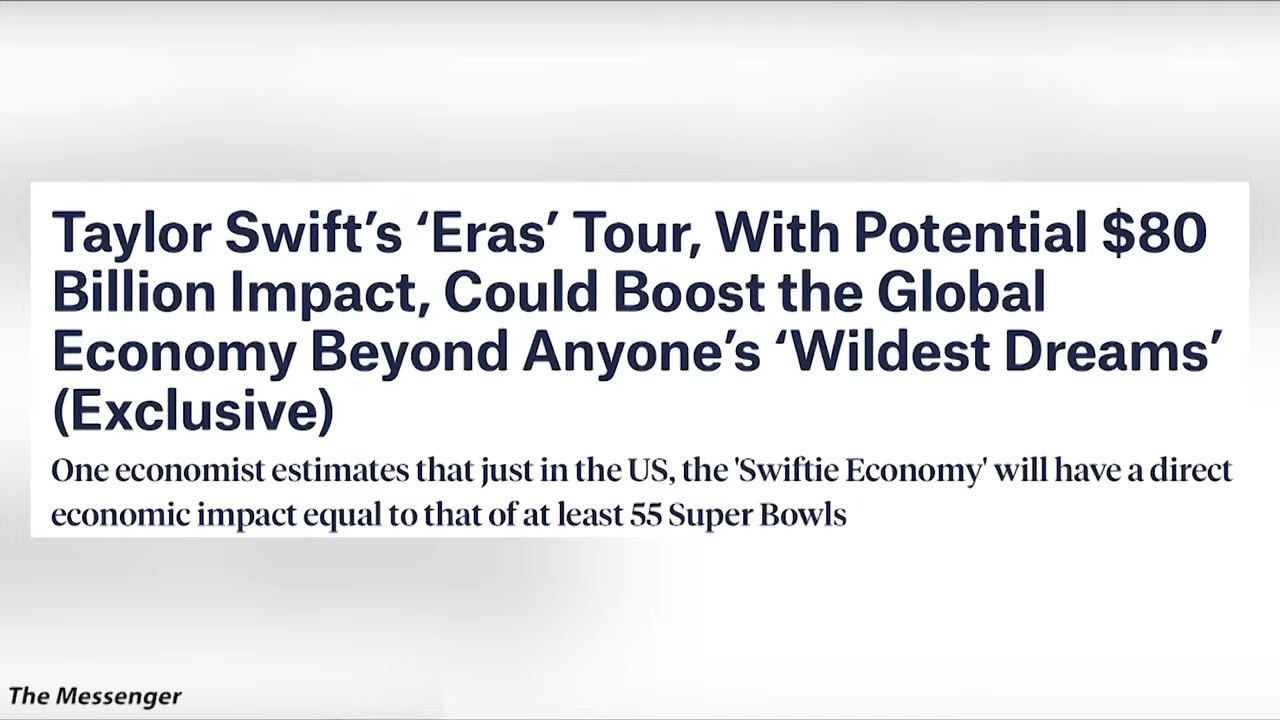 Taylor Swift’s ‘Eras’ Tour, With Potential $80
Billion Impact, Could Boost the Global
Economy Beyond Anyone’s ‘Wildest Dreams’
(Exclusive)
One economist estimates that just in the US, the 'Swiftie Economy' will have a direct
economic impact equal to that of at least 55 Super Bowls
The Messenger